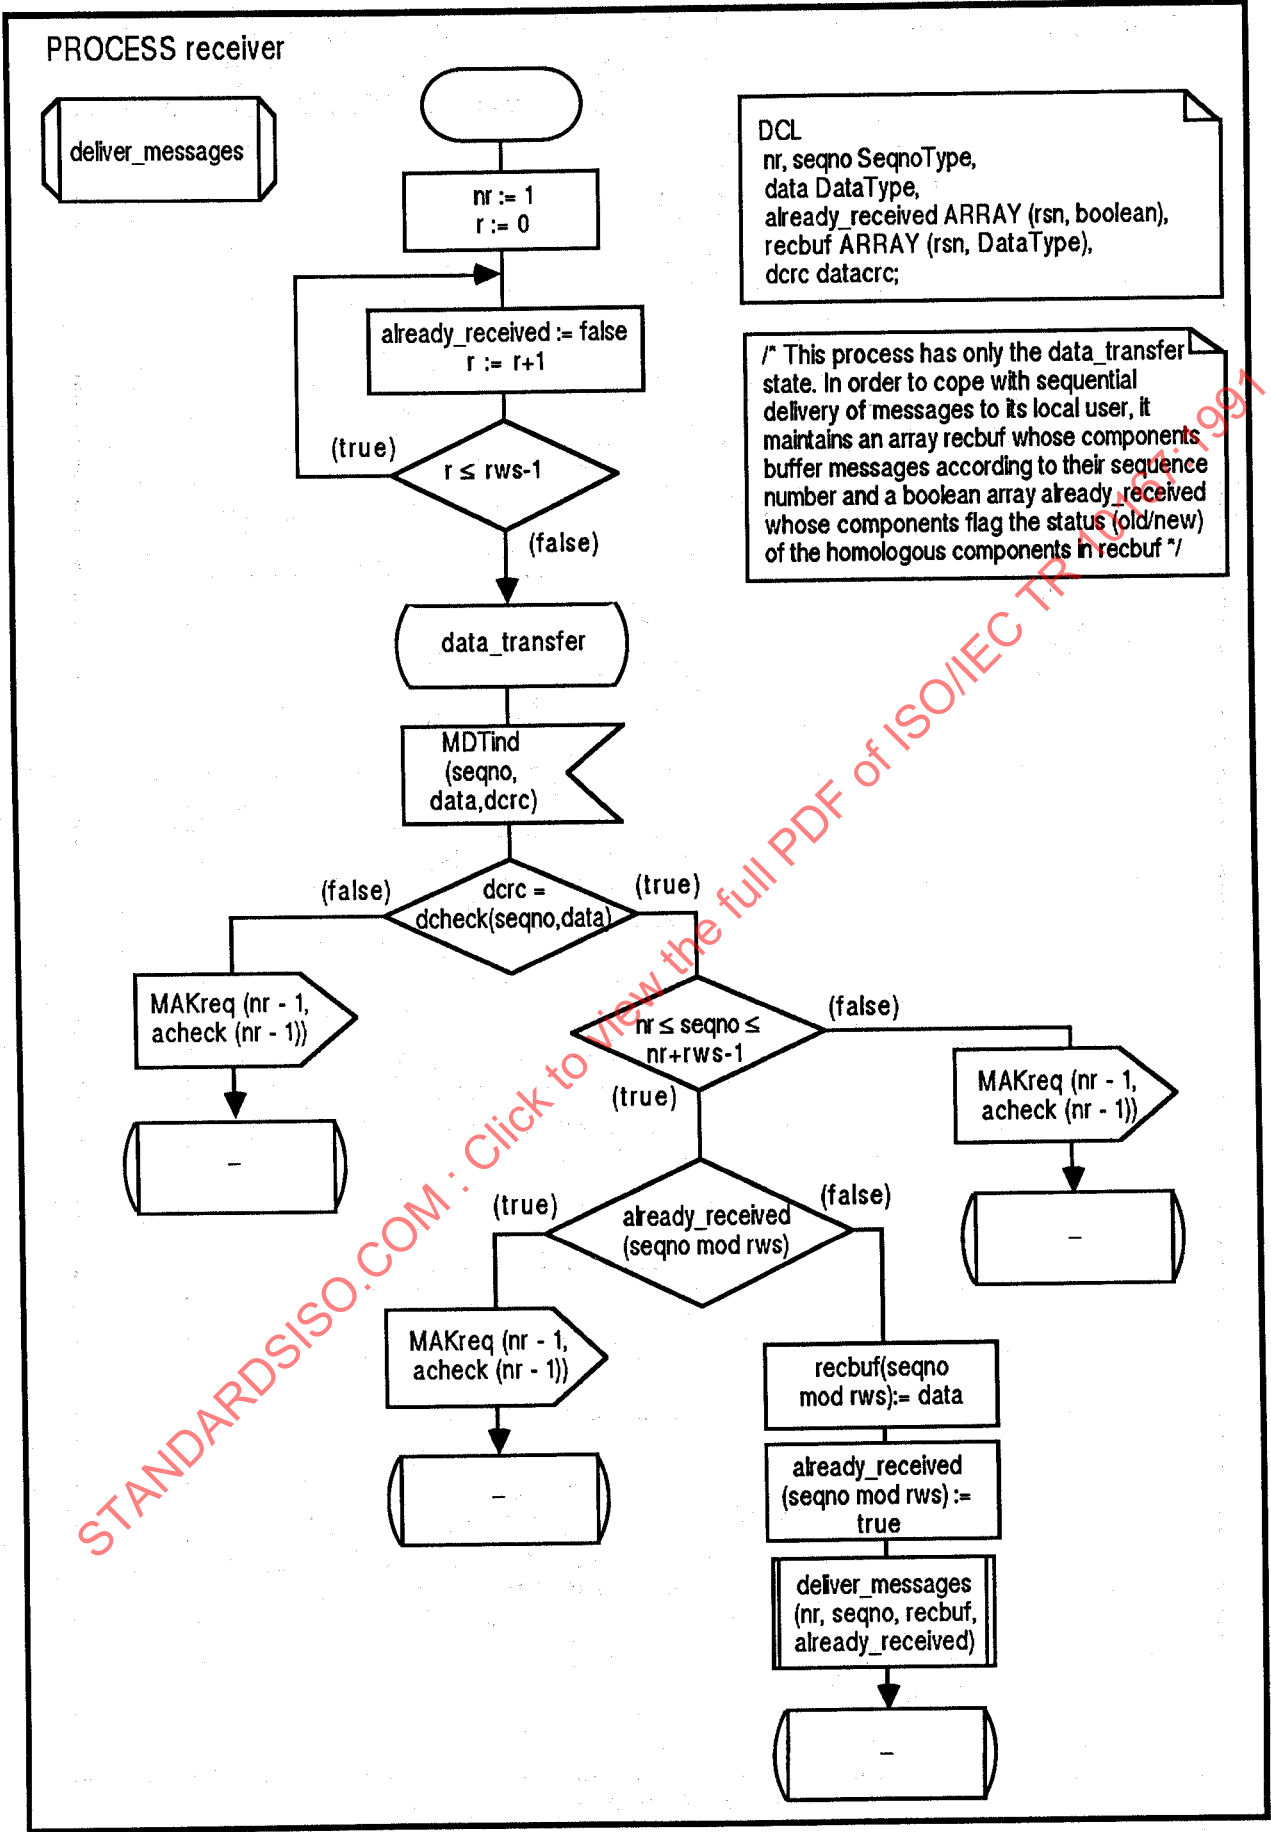 PROCESS receiver
deliver_messages
nr := 1
r := 0
DCL
nr, seqno SeqnoType,
data DataType,
already_received ARRAY (rsn, boolean),
recbuf ARRAY (rsn, DataType),
dcrc datacrc;
already_received := false
r := r+1
/* This process has only the data_transfer
state. In order to cope with sequential
delivery of messages to its local user, it
maintains an array recbuf whose components
buffer messages according to their sequence
number and a boolean array already_received
whose components flag the status (old/new)
of the homologous components in recbuf */
(true)
r ≤ rws-1
(false)
data_transfer
MDTind
(seqno,
data,dcrc)
(false)
dcrc =
dcheck(seqno,data)
(true)
MAKreq (nr - 1,
acheck (nr - 1))
–
nr ≤ seqno ≤
nr+rws-1
(false)
(true)
MAKreq (nr - 1,
acheck (nr - 1))
–
(true)
already_received
(seqno mod rws)
(false)
MAKreq (nr - 1,
acheck (nr - 1))
–
recbuf(seqno
mod rws):= data
already_received
(seqno mod rws) :=
true
deliver_messages
(nr, seqno, recbuf,
already_received)
–
STANDARDSISO.COM : Click to view the full PDF of ISO/IEC TR 10167:1991